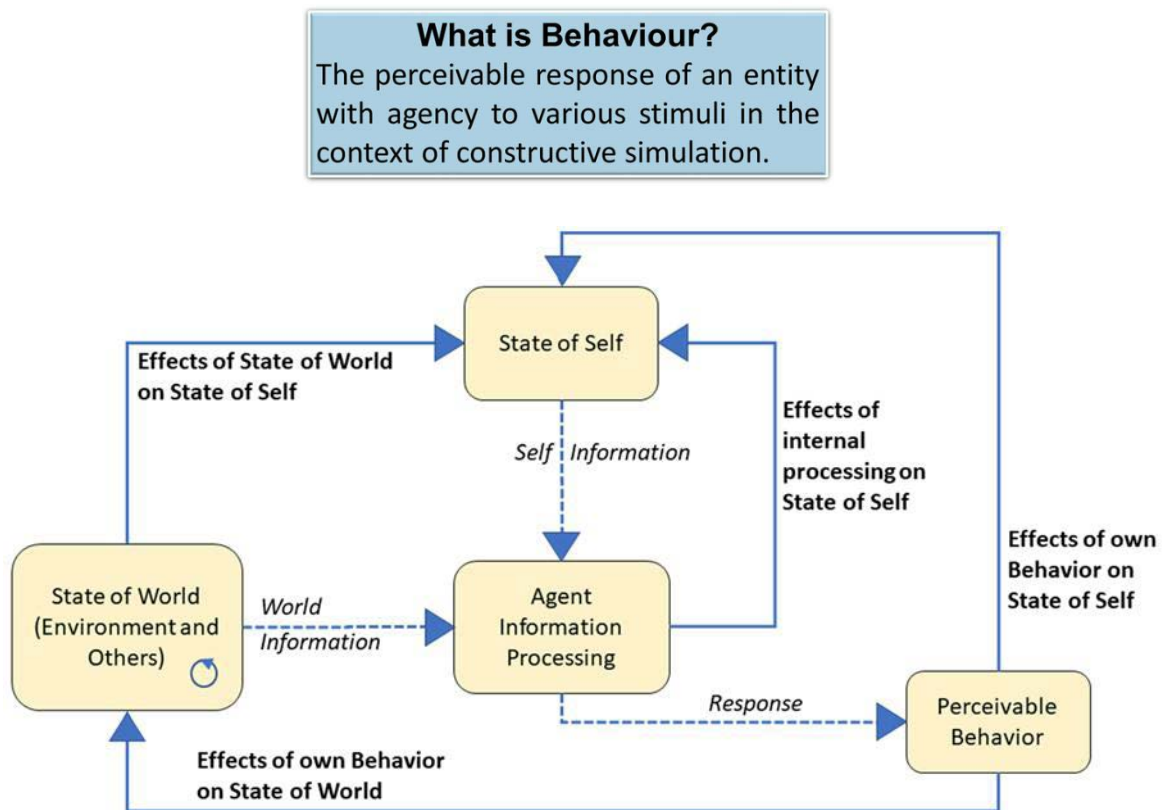 What is Behaviour?
The perceivable response of an entity
with agency to various stimuli in the
context of constructive simulation.
State of Self
Effects of State of World
on State of Self
Self Information
Effects of
internal
processing on
State of Self
State of World
(Environment and
Others)
World
Information
Agent
Information
Processing
Effects of own
Behavior on
State of Self
Response
Perceivable
Behavior
Effects of own Behavior
on State of World